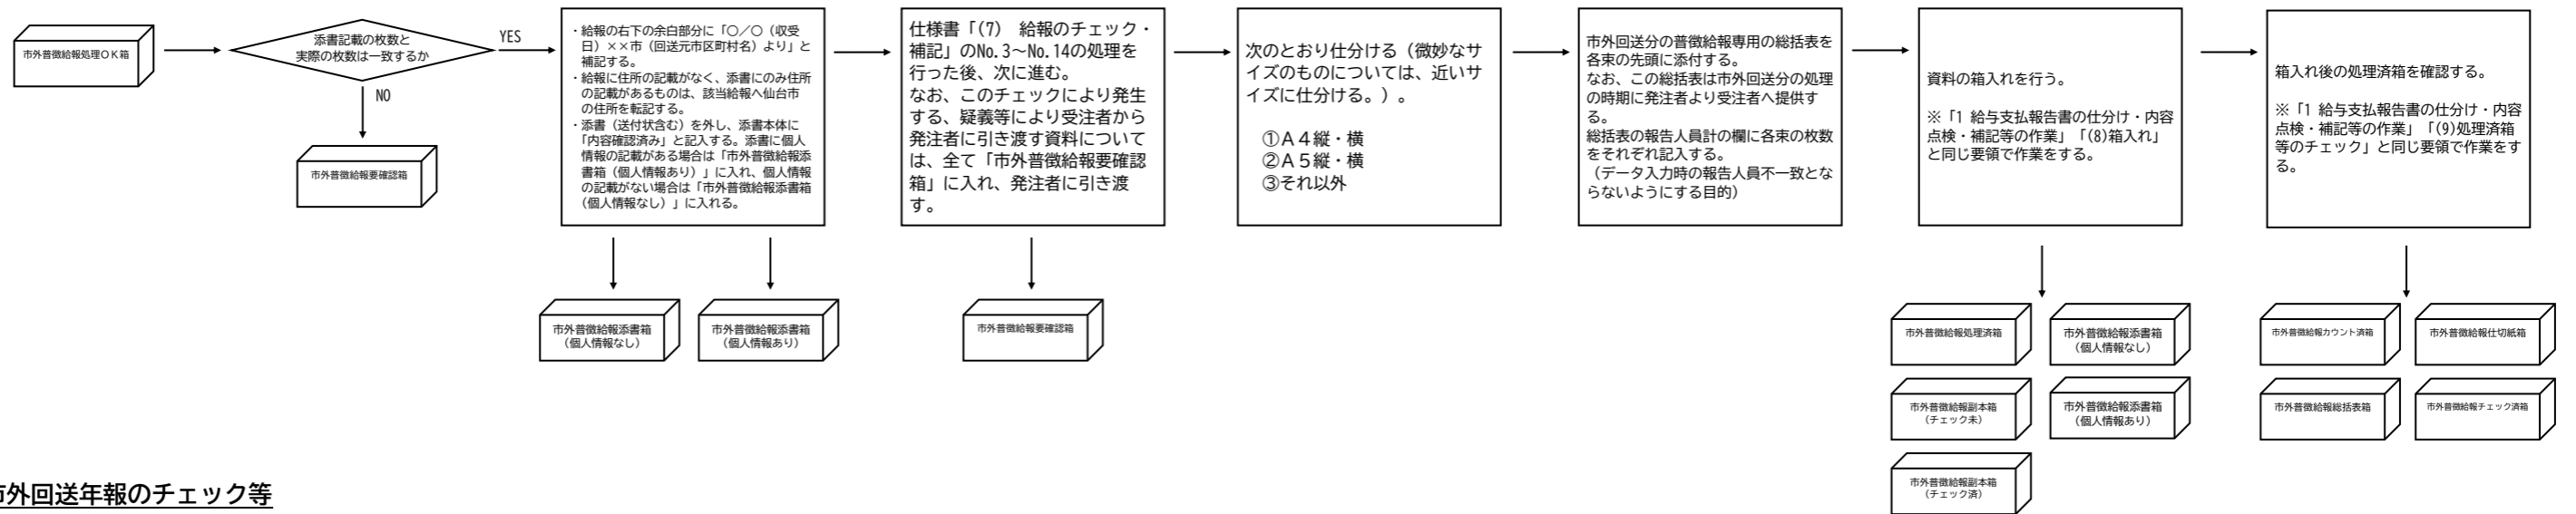 市外普徴給報処理ＯＫ箱
添書記載の枚数と
実際の枚数は一致するか
YES
NO
市外普徴給報要確認箱
・給報の右下の余白部分に「〇／〇（収受
日）××市（回送元市区町村名）より」と
補記する。
・給報に住所の記載がなく、添書にのみ住所
の記載があるものは、該当給報へ仙台市
の住所を転記する。
・添書（送付状含む）を外し、添書本体に
「内容確認済み」と記入する。添書に個人
情報の記載がある場合は「市外普徴給報添
書箱（個人情報あり）」に入れ、個人情報
の記載がない場合は「市外普徴給報添書箱
（個人情報なし）」に入れる。
市外普徴給報添書箱
（個人情報なし）
市外普徴給報添書箱
（個人情報あり）
仕様書「(7)　給報のチェック・
補記」のNo.3～No.14の処理を
行った後、次に進む。
なお、このチェックにより発生
する、疑義等により受注者から
発注者に引き渡す資料について
は、全て「市外普徴給報要確認
箱」に入れ、発注者に引き渡
す。
市外普徴給報要確認箱
次のとおり仕分ける（微妙なサ
イズのものについては、近いサ
イズに仕分ける。）。
①Ａ４縦・横
②Ａ５縦・横
③それ以外
市外回送分の普徴給報専用の総括表を
各束の先頭に添付する。
なお、この総括表は市外回送分の処理
の時期に発注者より受注者へ提供す
る。
総括表の報告人員計の欄に各束の枚数
をそれぞれ記入する。
（データ入力時の報告人員不一致とな
らないようにする目的）
資料の箱入れを行う。
※「1 給与支払報告書の仕分け・内容
点検・補記等の作業」「(8)箱入れ」
と同じ要領で作業をする。
市外普徴給報処理済箱
市外普徴給報添書箱
（個人情報なし）
市外普徴給報副本箱
（チェック未）
市外普徴給報添書箱
（個人情報あり）
市外普徴給報副本箱
（チェック済）
箱入れ後の処理済箱を確認する。
※「1 給与支払報告書の仕分け・内容
点検・補記等の作業」「(9)処理済箱
等のチェック」と同じ要領で作業をす
る。
市外普徴給報カウント済箱
市外普徴給報仕切紙箱
市外普徴給報総括表箱
市外普徴給報チェック済箱
市外回送年報のチェック等